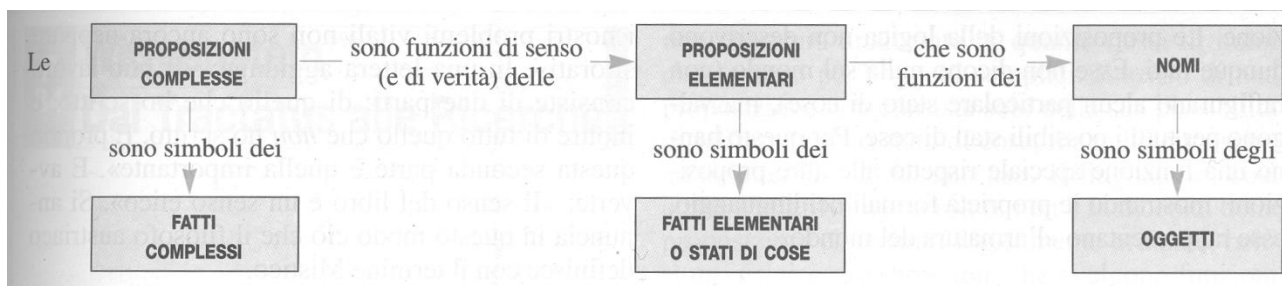 Le
PROPOSIZIONI
COMPLESSE
sono funzioni di senso
(e di verità) delle
PROPOSIZIONI
ELEMENTARI
che sono
funzioni dei
NOMI
sono simboli dei
sono simboli dei
sono simboli degli
FATTI
COMPLESSI
FATTI ELEMENTARI
O STATI DI COSE
OGGETTI